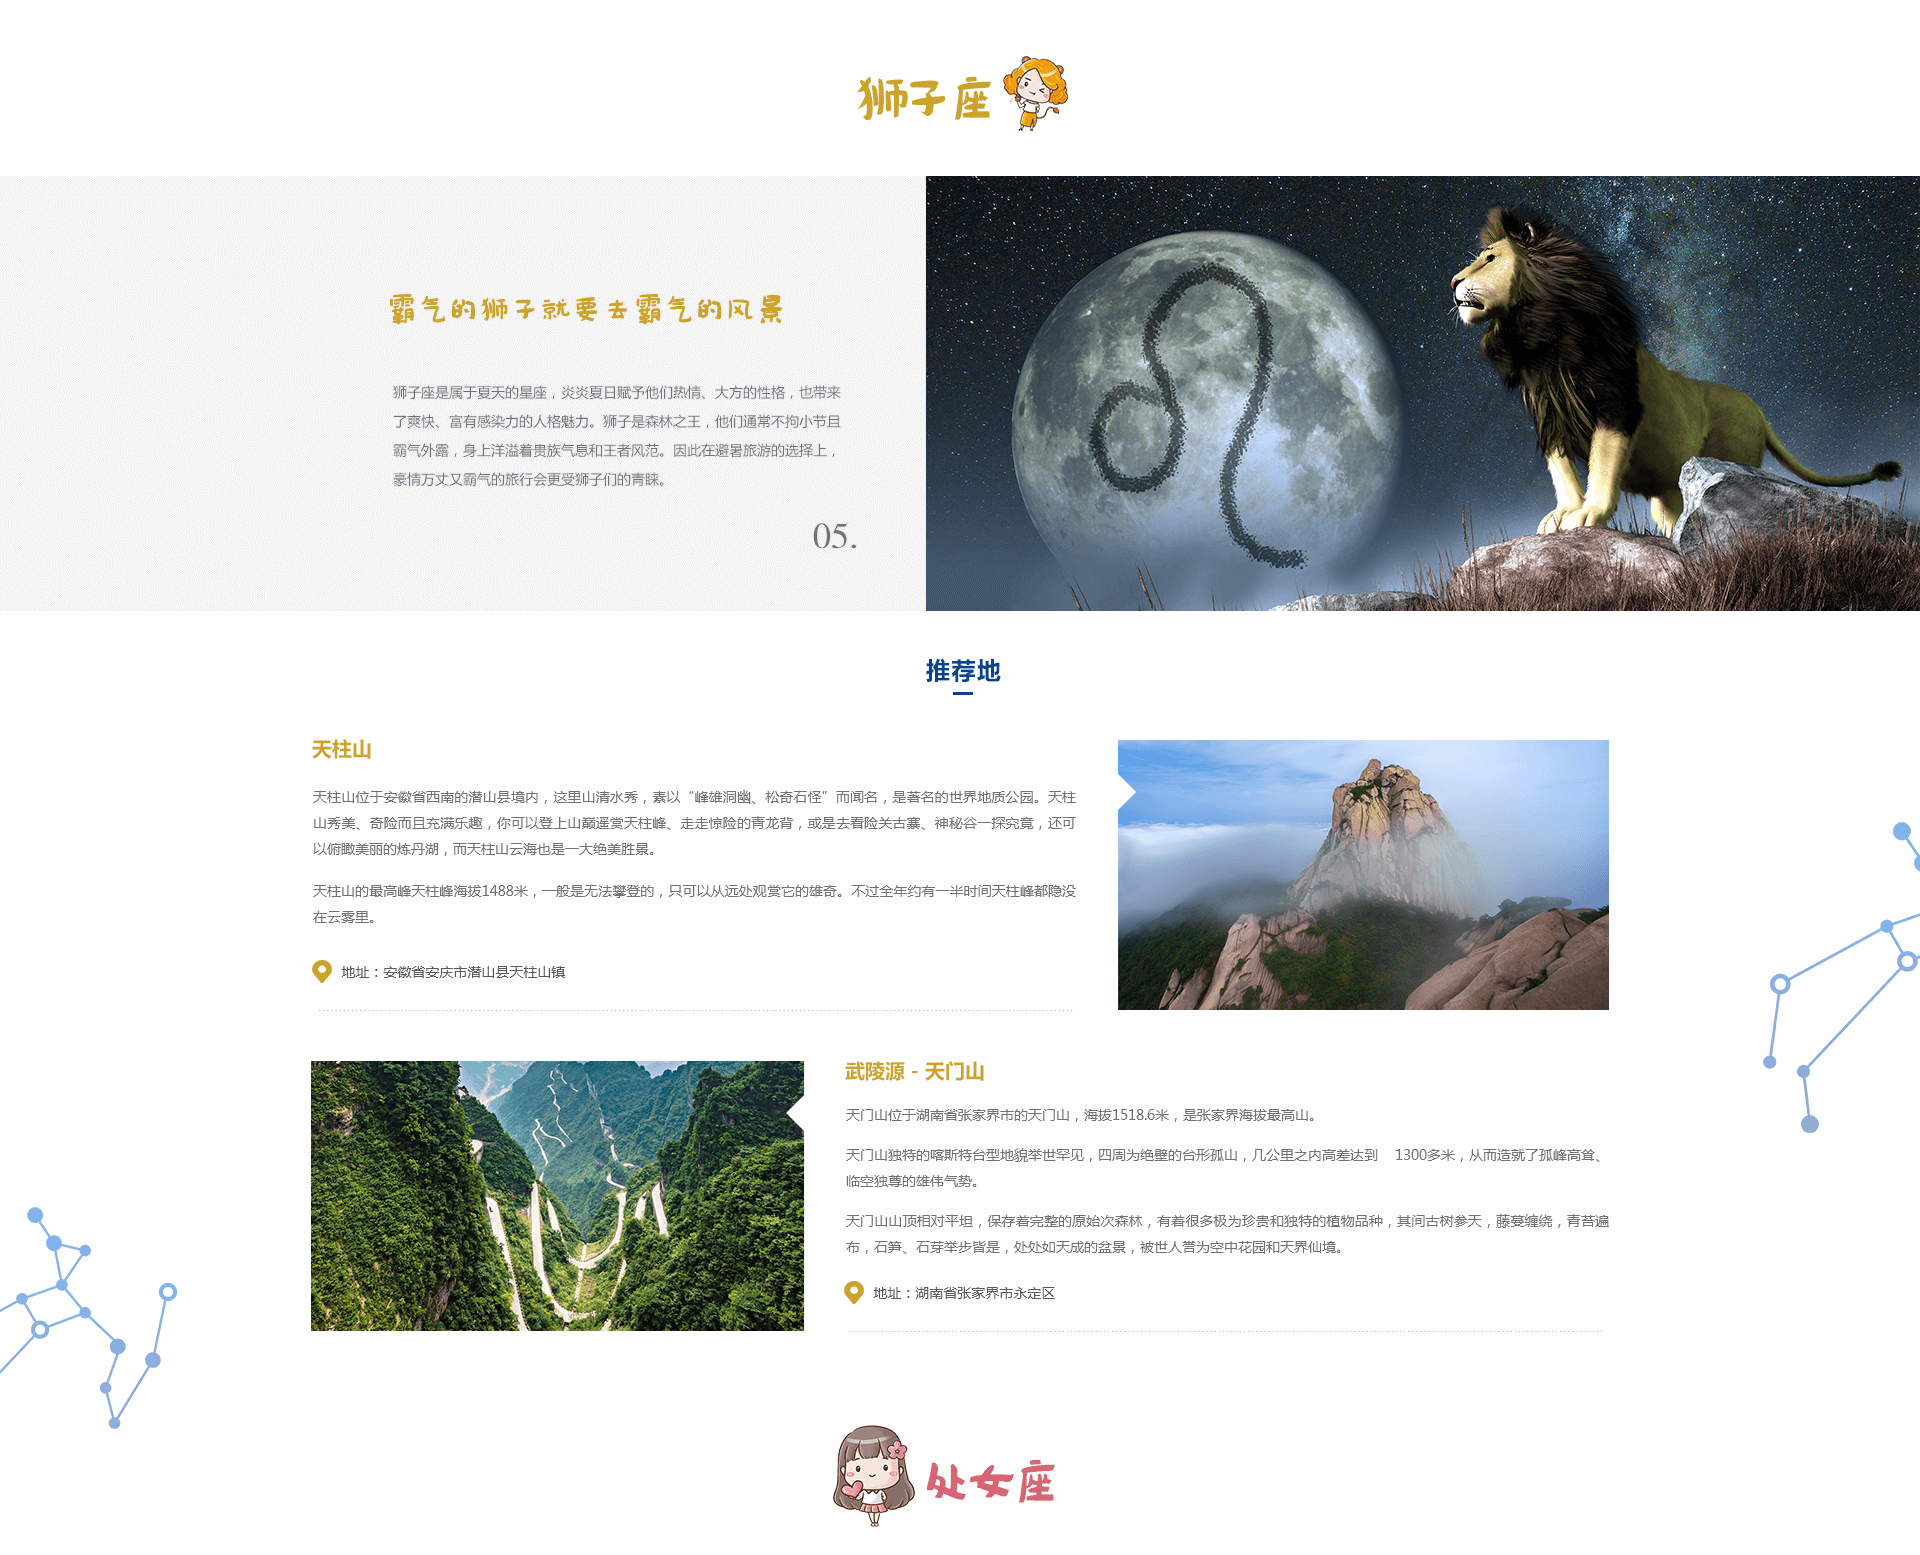 狮子座
霸气的狮子就要去霸气的风景
狮子座是属于夏天的星座，炎炎夏日赋予他们热情、大方的性格，也带来
了爽快、富有感染力的人格魅力。狮子是森林之王，他们通常不拘小节且
霸气外露，身上洋溢着贵族气息和王者风范。因此在避暑旅游的选择上，
豪情万丈又霸气的旅行会更受狮子们的青睐。
05.
推荐地
天柱山
天柱山位于安徽省西南的潜山县境内，这里山清水秀，素以“峰雄洞幽、松奇石怪”而闻名，是著名的世界地质公园。天柱
山秀美、奇险而且充满乐趣，你可以登上山巅遥赏天柱峰、走走惊险的青龙背，或是去看险关古寨、神秘谷一探究竟，还可
以俯瞰美丽的炼丹湖，而天柱山云海也是一大绝美胜景。
天柱山的最高峰天柱峰海拔1488米，一般是无法攀登的，只可以从远处观赏它的雄奇。不过全年约有一半时间天柱峰都隐没
在云雾里。
地址：安徽省安庆市潜山县天柱山镇
武陵源 - 天门山
天门山位于湖南省张家界市的天门山，海拔1518.6米，是张家界海拔最高山。
天门山独特的喀斯特台型地貌举世罕见，四周为绝壁的台形孤山，几公里之内高差达到 1300多米，从而造就了孤峰高耸、
临空独尊的雄伟气势。
天门山山顶相对平坦，保存着完整的原始次森林，有着很多极为珍贵和独特的植物品种，其间古树参天，藤蔓缠绕，青苔遍
布，石笋、石芽举步皆是，处处如天成的盆景，被世人誉为空中花园和天界仙境。
地址：湖南省张家界市永定区
处女座